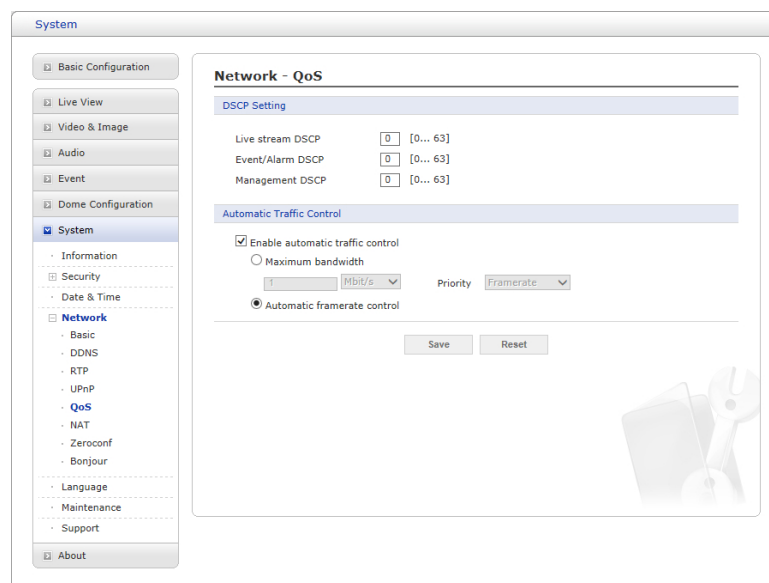 System
Basic Configuration
Live View
Video & Image
Audio
Event
Dome Configuration
System
Information
Security
Date & Time
Network
Basic
DDNS
RTP
UPnP
QoS
NAT
Zeroconf
Bonjour
Language
Maintenance
Support
About
Network - QoS
DSCP Setting
Live stream DSCP 0 [0... 63]
Event/Alarm DSCP 0 [0... 63]
Management DSCP 0 [0... 63]
Automatic Traffic Control
Enable automatic traffic control
Maximum bandwidth
1 Mbit/s Priority Framerate
Automatic framerate control
Save Reset